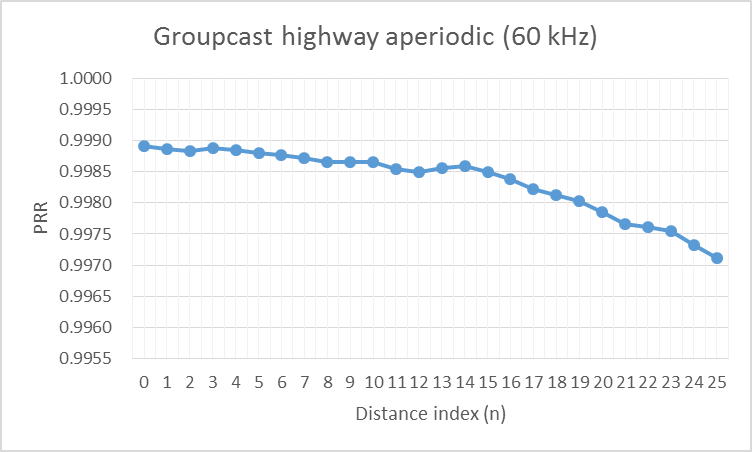 Groupcast highway aperiodic (60 kHz)
1.0000
0.9995
0.9990
0.9985
0.9980
0.9975
0.9970
0.9965
0.9960
0.9955
PRR
0 1 2 3 4 5 6 7 8 9 10 11 12 13 14 15 16 17 18 19 20 21 22 23 24 25
Distance index (n)